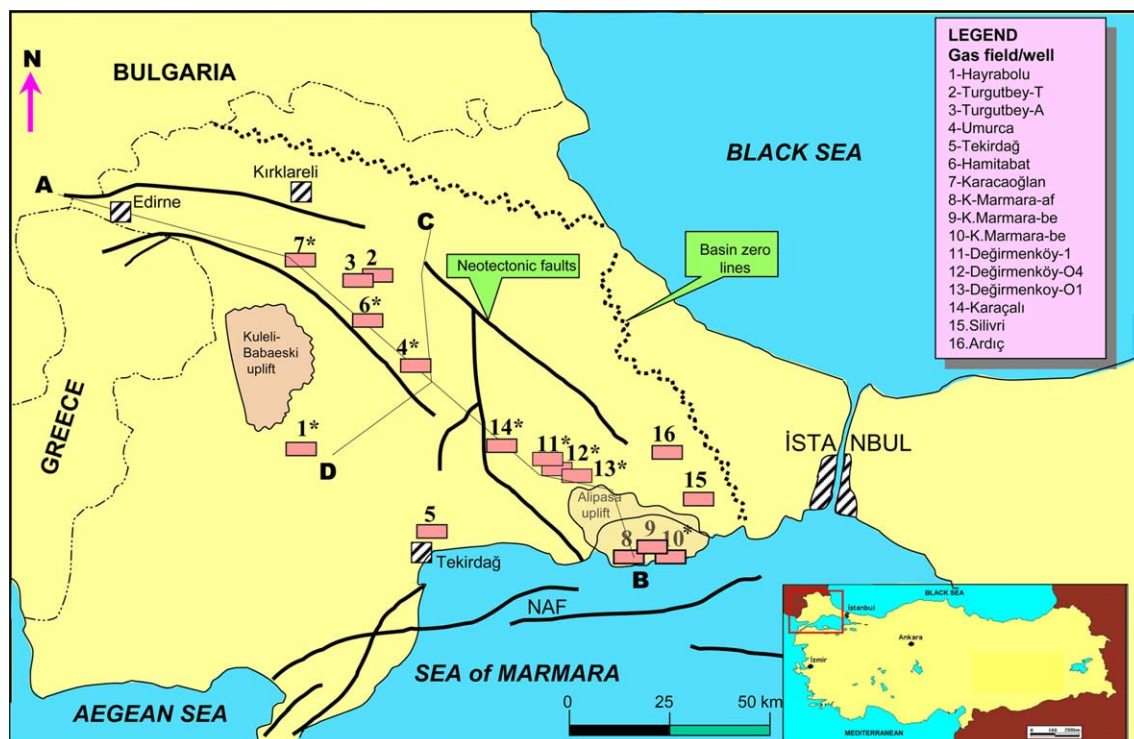 N
BULGARIA
BLACK SEA
LEGEND
Gas field/well
1-Hayrabolu
2-Turgutbey-T
3-Turgutbey-A
4-Umurca
5-Tekirdağ
6-Hamitabat
7-Karacaoğlan
8-K-Marmara-af
9-K.Marmara-be
10-K.Marmara-be
11-Değirmenköy-1
12-Değirmenköy-O4
13-Değirmenkoy-O1
14-Karaçalı
15.Silivri
16.Ardıç
A
Edirne
Kırklareli
C
7*
3 2
Neotectonic faults
Basin zero
lines
6*
Kuleli-
Babaeski
uplift
4*
GREECE
1*
D
14*
11*
12*
13*
16
İSTANBUL
15
Alipasa
uplift
5
Tekirdağ
8
9
10*
B
NAF
SEA of MARMARA
AEGEAN SEA
0 25 50 km
BLACK SEA
İstanbul
Ankara
İzmir
MEDITERRANEAN